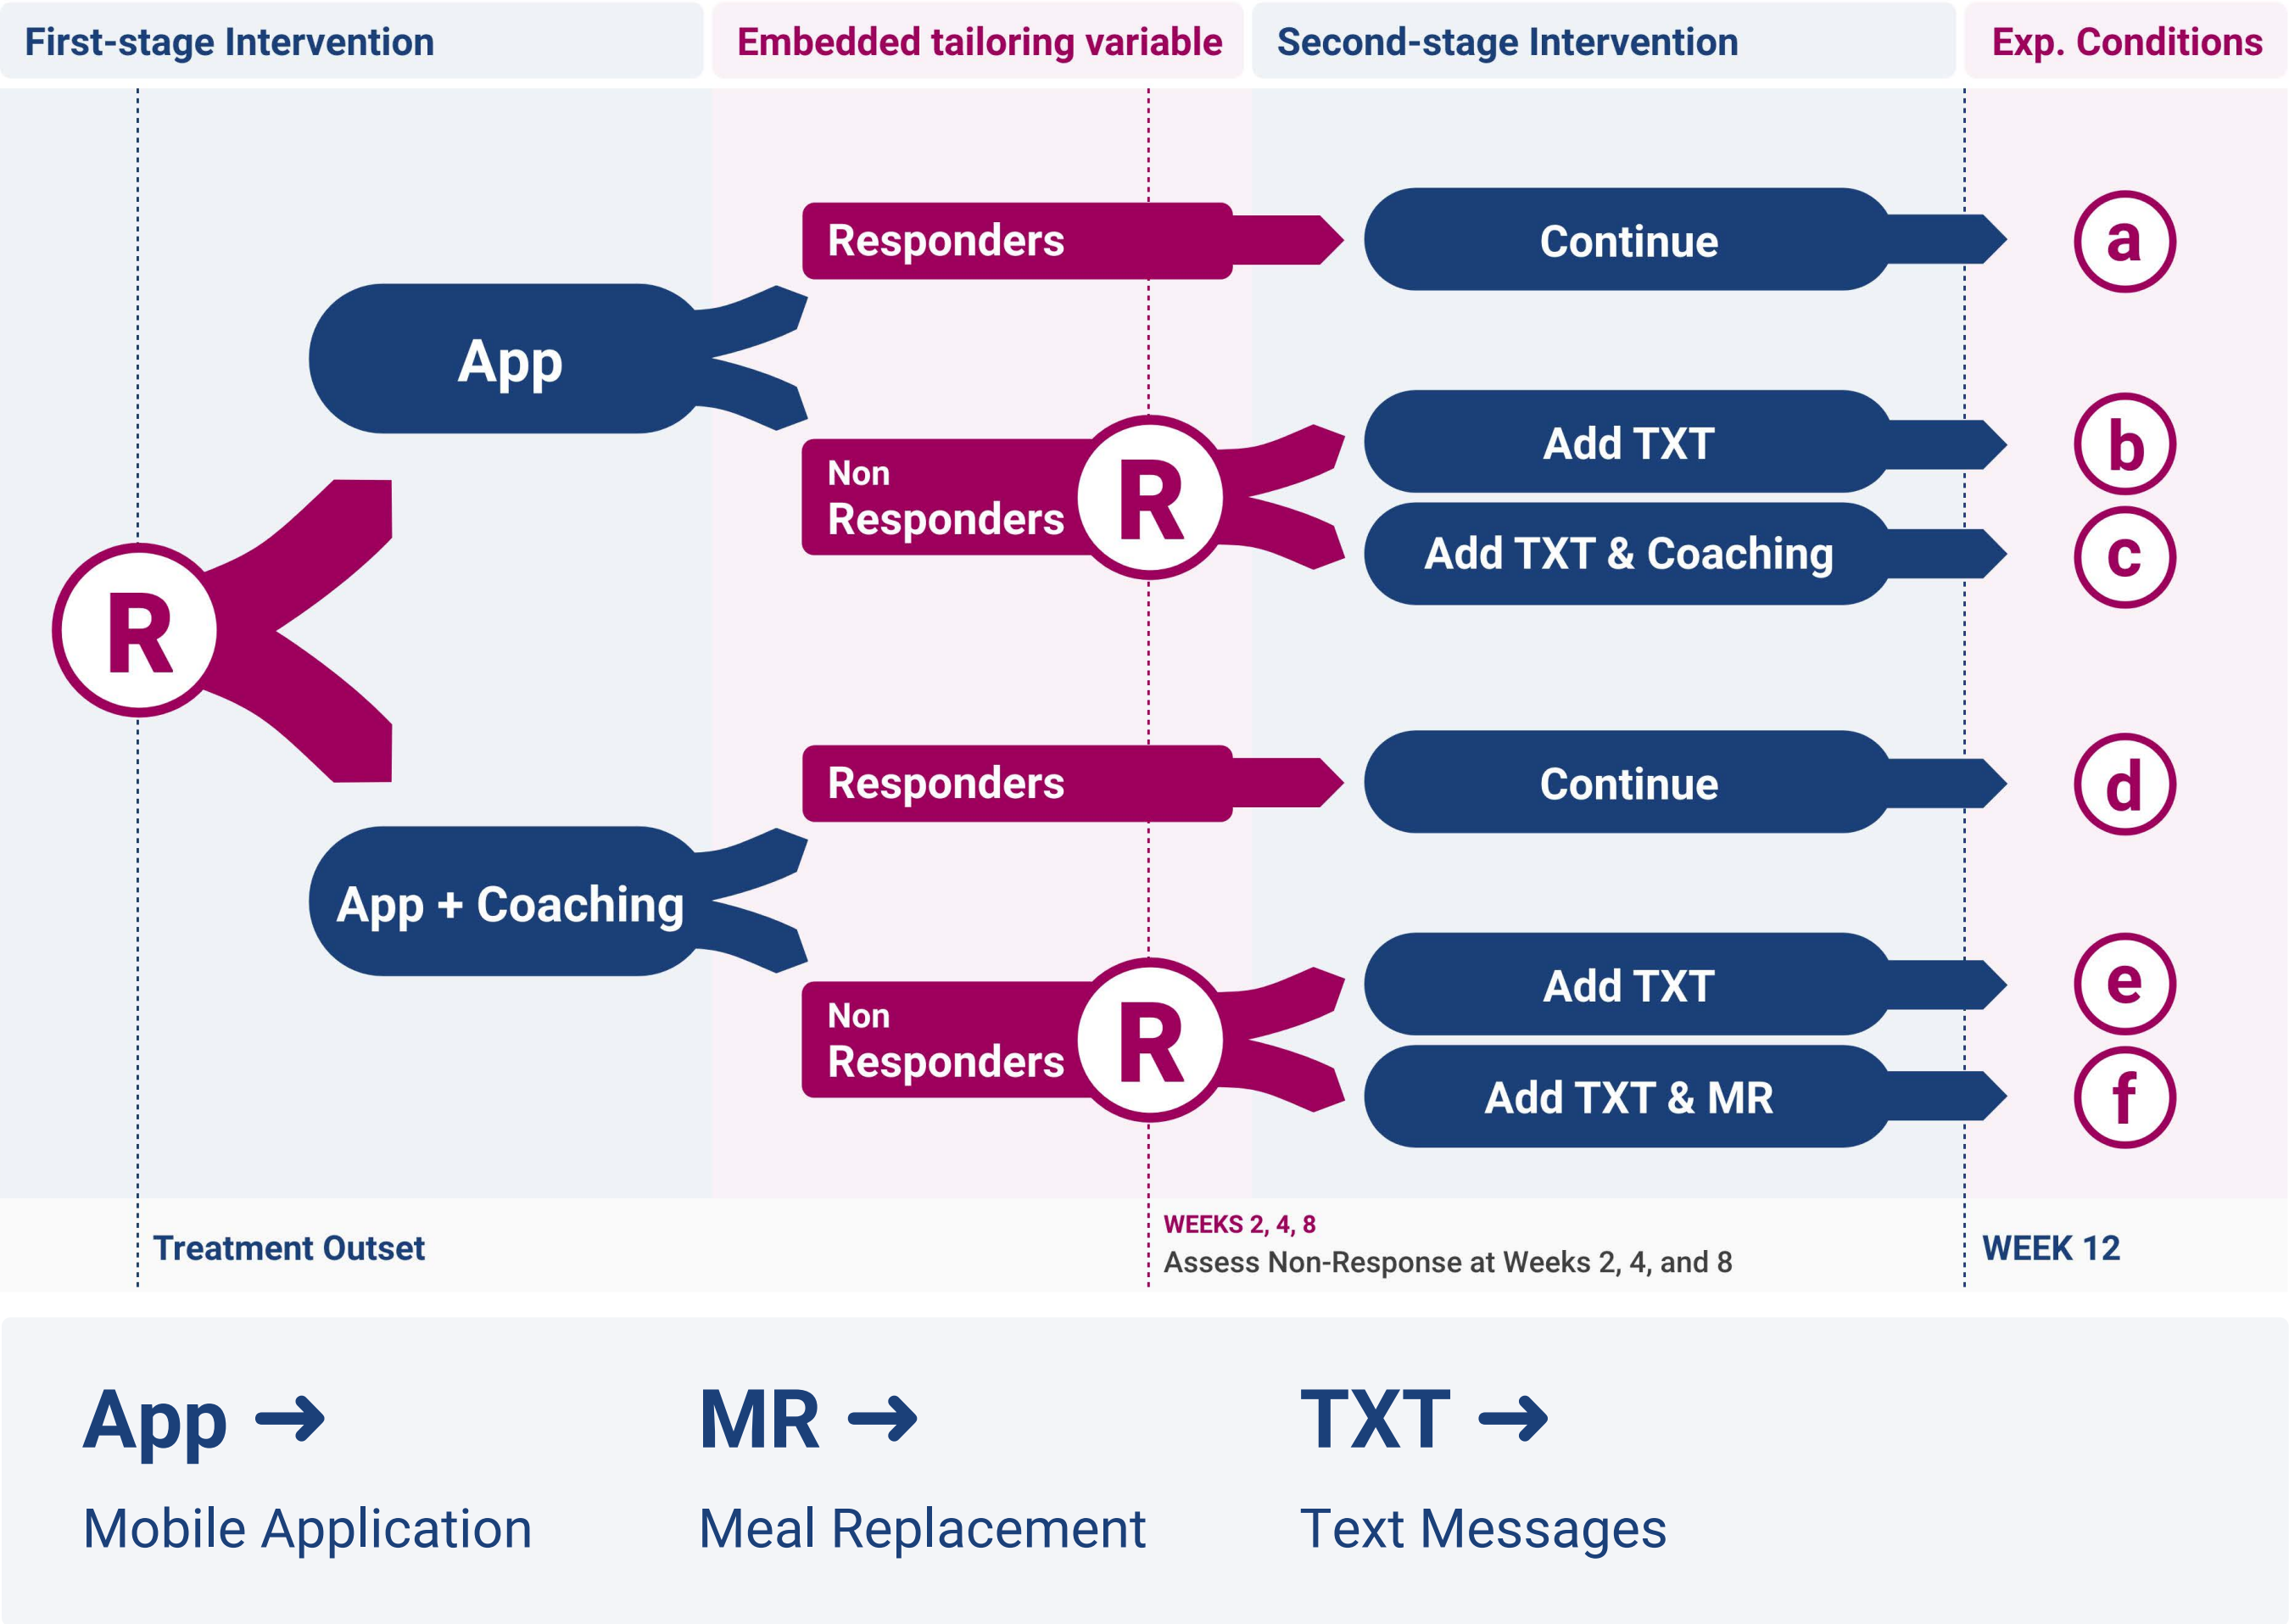 First-stage Intervention
Embedded tailoring variable
Second-stage Intervention
Exp. Conditions
R
App
Responders
Continue
a
Non
Responders
R
Add TXT
b
Add TXT & Coaching
c
App + Coaching
Responders
Continue
d
Non
Responders
R
Add TXT
e
Add TXT & MR
f
Treatment Outset
WEEKS 2, 4, 8
Assess Non-Response at Weeks 2, 4, and 8
WEEK 12
App →
Mobile Application
MR →
Meal Replacement
TXT →
Text Messages